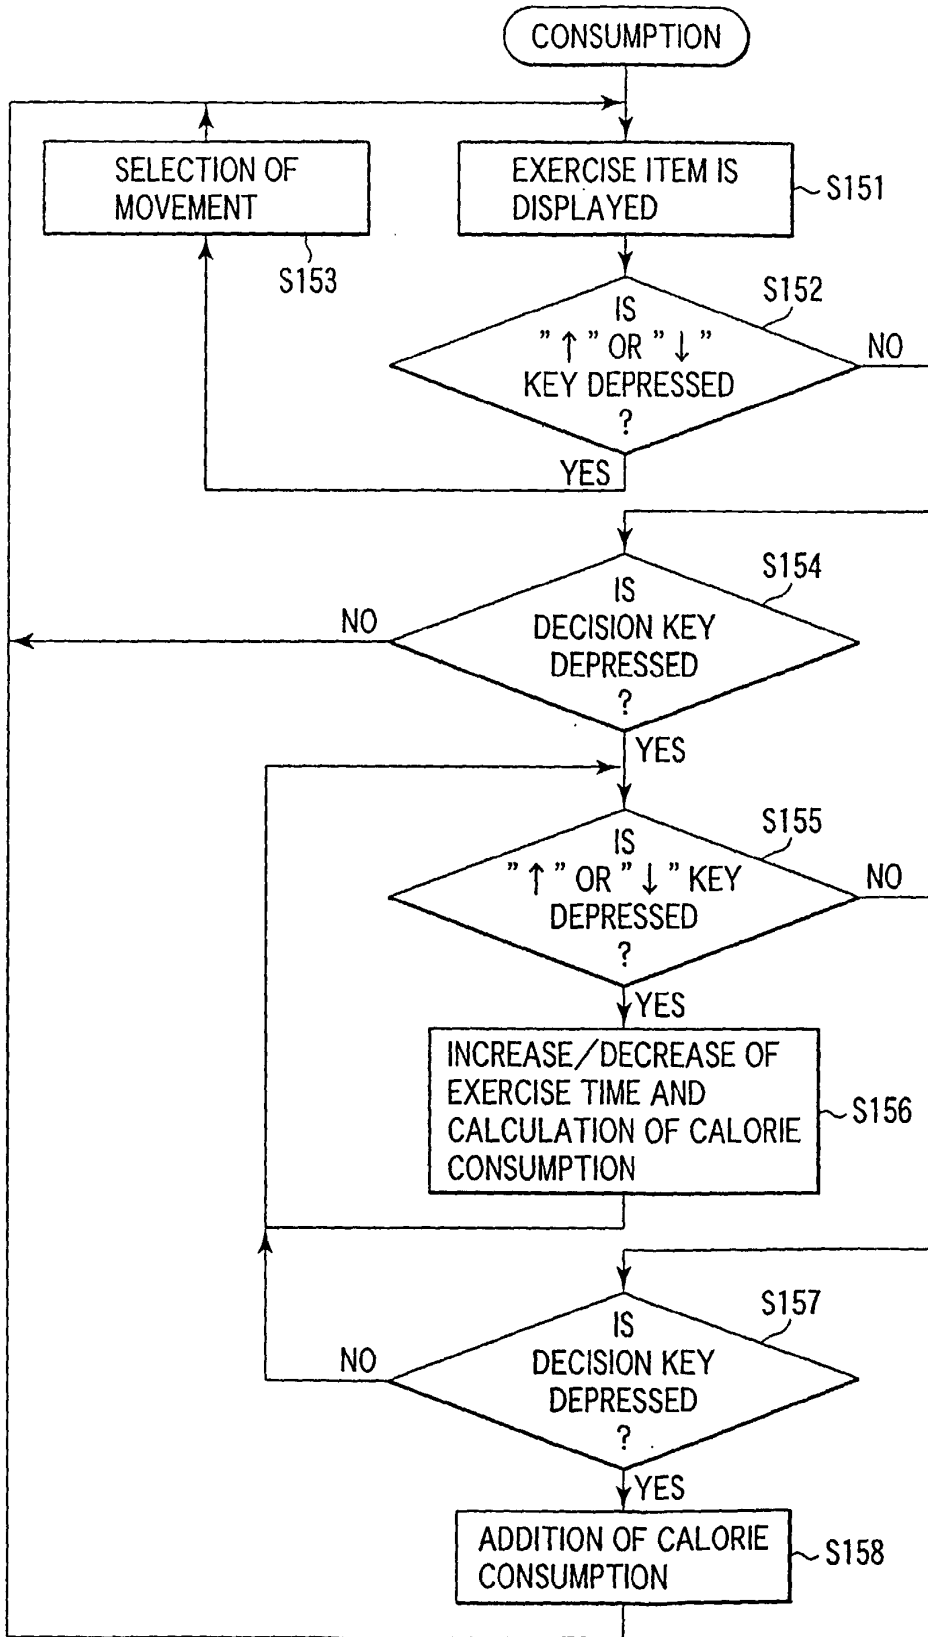 CONSUMPTION
SELECTION OF
MOVEMENT
S153
EXERCISE ITEM IS
DISPLAYED
S151
IS
"↑" OR "↓"
KEY DEPRESSED
?
S152
NO
YES
IS
DECISION KEY
DEPRESSED
?
S154
NO
YES
IS
"↑" OR "↓" KEY
DEPRESSED
?
S155
NO
YES
INCREASE/DECREASE OF
EXERCISE TIME AND
CALCULATION OF CALORIE
CONSUMPTION
S156
IS
DECISION KEY
DEPRESSED
?
S157
NO
YES
ADDITION OF CALORIE
CONSUMPTION
S158